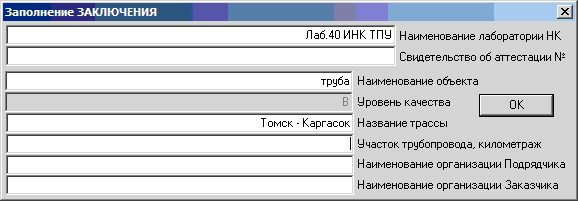 Заполнение ЗАКЛЮЧЕНИЯ
Лаб.40 ИНК ТПУ Наименование лаборатории НК
Свидетельство об аттестации №
труба Наименование объекта
В Уровень качества OK
Томск - Каргасок Название трассы
Участок трубопровода, километраж
Наименование организации Подрядчика
Наименование организации Заказчика